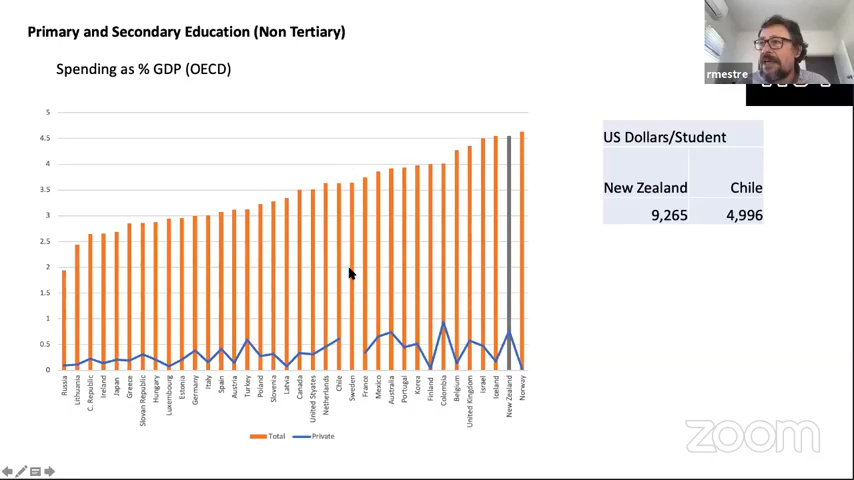 Primary and Secondary Education (Non Tertiary)
Spending as % GDP (OECD)
rmestre
US Dollars/Student
New Zealand Chile
9,265 4,996
5
4.5
4
3.5
3
2.5
2
1.5
1
0.5
0
Russia
Lithuania
C. Republic
Ireland
Japan
Greece
Slovan Republic
Hungary
Luxembourg
Estonia
Germany
Italy
Spain
Austria
Turkey
Poland
Slovenia
Latvia
Canada
United Styates
Netherlands
Chile
Sweden
France
Mexico
Australia
Portugal
Korea
Finland
Colombia
Belgium
United Kingdom
Israel
Iceland
New Zealand
Norway
Total Private
zoom